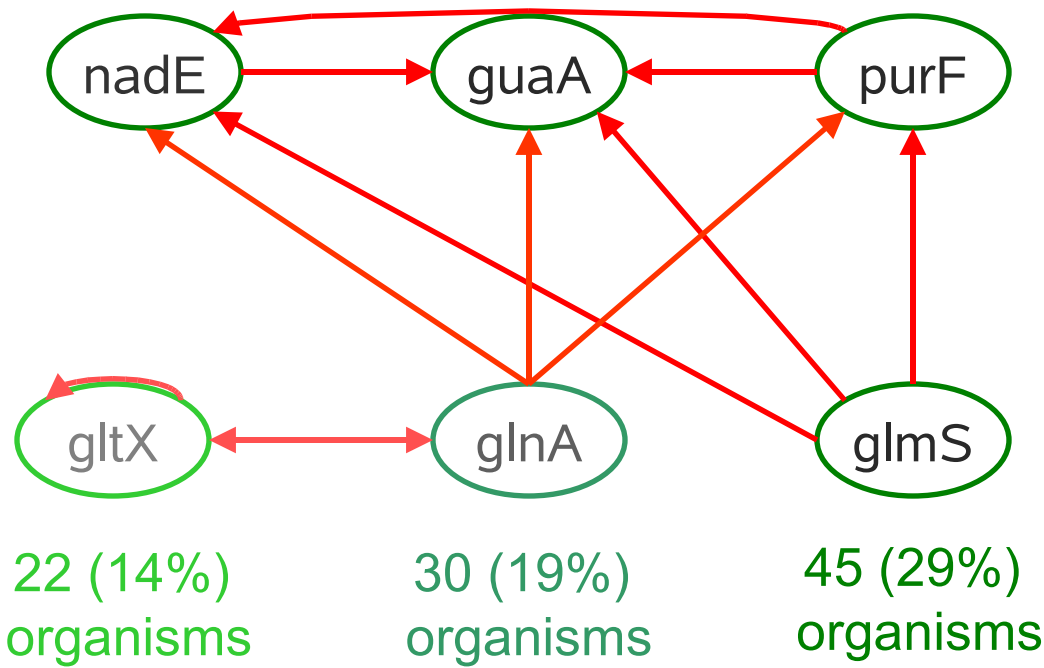 nadE guaA purF
gltX glnA glmS
22 (14%) 30 (19%) 45 (29%)
organisms organisms organisms